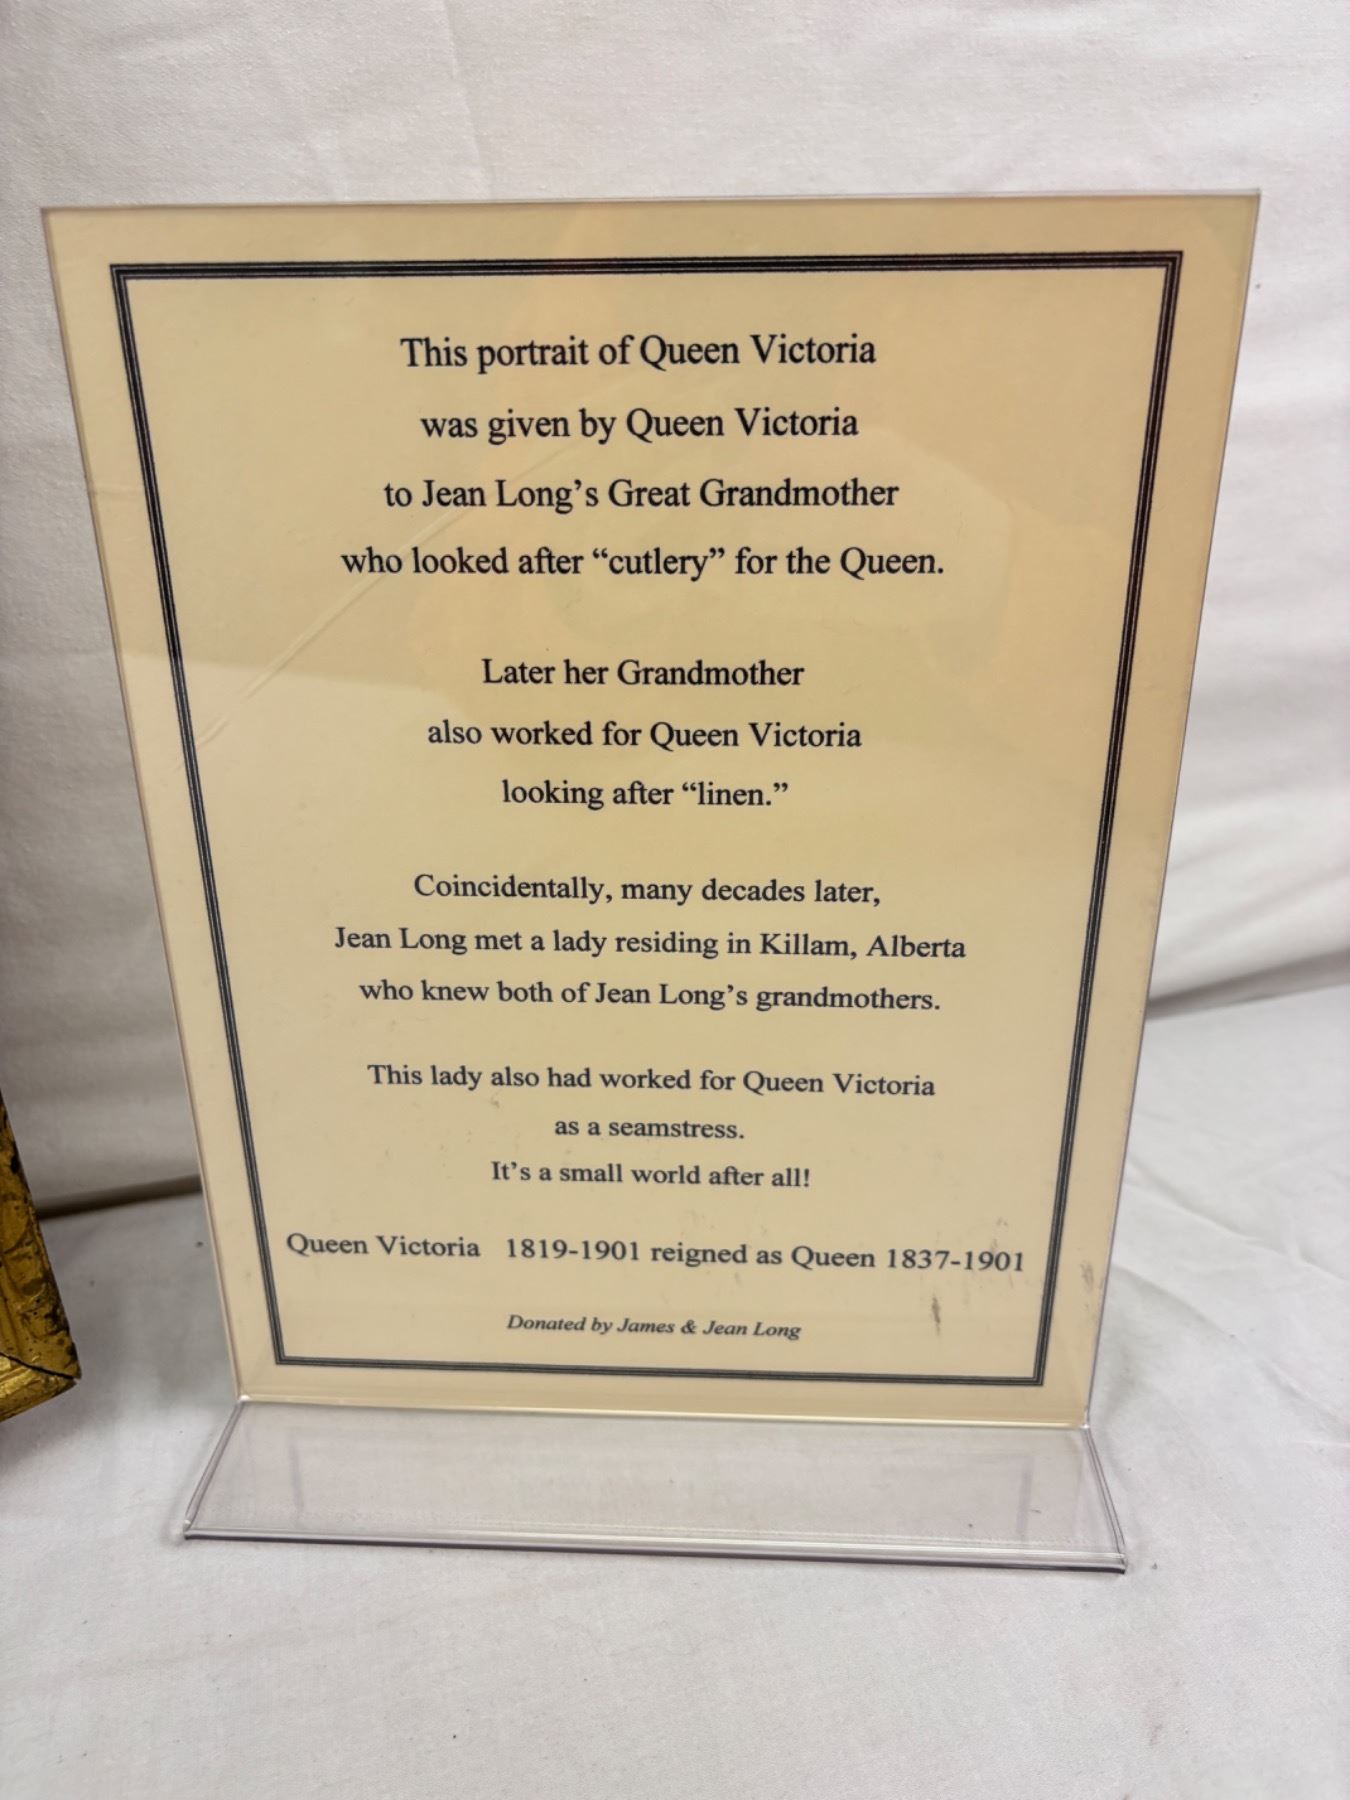 This portrait of Queen Victoria
was given by Queen Victoria
to Jean Long’s Great Grandmother
who looked after “cutlery” for the Queen.
Later her Grandmother
also worked for Queen Victoria
looking after “linen.”
Coincidentally, many decades later,
Jean Long met a lady residing in Killam, Alberta
who knew both of Jean Long’s grandmothers.
This lady also had worked for Queen Victoria
as a seamstress.
It’s a small world after all!
Queen Victoria 1819-1901 reigned as Queen 1837-1901
Donated by James & Jean Long